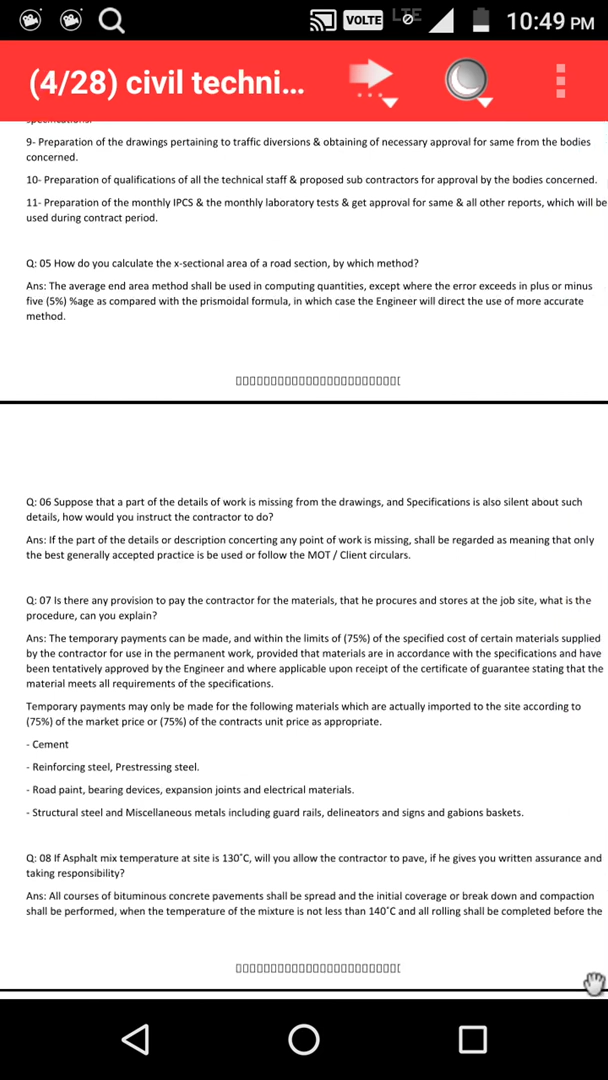 VOLTE LTE 10:49 PM
(4/28) civil techni...
specifications.
9- Preparation of the drawings pertaining to traffic diversions & obtaining of necessary approval for same from the bodies
concerned.
10- Preparation of qualifications of all the technical staff & proposed sub contractors for approval by the bodies concerned.
11- Preparation of the monthly IPCS & the monthly laboratory tests & get approval for same & all other reports, which will be
used during contract period.
Q: 05 How do you calculate the x-sectional area of a road section, by which method?
Ans: The average end area method shall be used in computing quantities, except where the error exceeds in plus or minus
five (5%) %age as compared with the prismoidal formula, in which case the Engineer will direct the use of more accurate
method.
Q: 06 Suppose that a part of the details of work is missing from the drawings, and Specifications is also silent about such
details, how would you instruct the contractor to do?
Ans: If the part of the details or description concerting any point of work is missing, shall be regarded as meaning that only
the best generally accepted practice is be used or follow the MOT / Client circulars.
Q: 07 Is there any provision to pay the contractor for the materials, that he procures and stores at the job site, what is the
procedure, can you explain?
Ans: The temporary payments can be made, and within the limits of (75%) of the specified cost of certain materials supplied
by the contractor for use in the permanent work, provided that materials are in accordance with the specifications and have
been tentatively approved by the Engineer and where applicable upon receipt of the certificate of guarantee stating that the
material meets all requirements of the specifications.
Temporary payments may only be made for the following materials which are actually imported to the site according to
(75%) of the market price or (75%) of the contracts unit price as appropriate.
- Cement
- Reinforcing steel, Prestressing steel.
- Road paint, bearing devices, expansion joints and electrical materials.
- Structural steel and Miscellaneous metals including guard rails, delineators and signs and gabions baskets.
Q: 08 If Asphalt mix temperature at site is 130˚C, will you allow the contractor to pave, if he gives you written assurance and
taking responsibility?
Ans: All courses of bituminous concrete pavements shall be spread and the initial coverage or break down and compaction
shall be performed, when the temperature of the mixture is not less than 140˚C and all rolling shall be completed before the